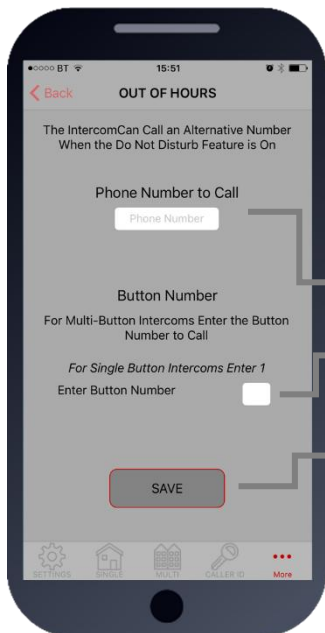 BT 15:51
Back OUT OF HOURS
The IntercomCan Call an Alternative Number
When the Do Not Disturb Feature is On
Phone Number to Call
Phone Number
Button Number
For Multi-Button Intercoms Enter the Button
Number to Call
For Single Button Intercoms Enter 1
Enter Button Number
SAVE
SETTINGS SINGLE MULTI CALLER ID More